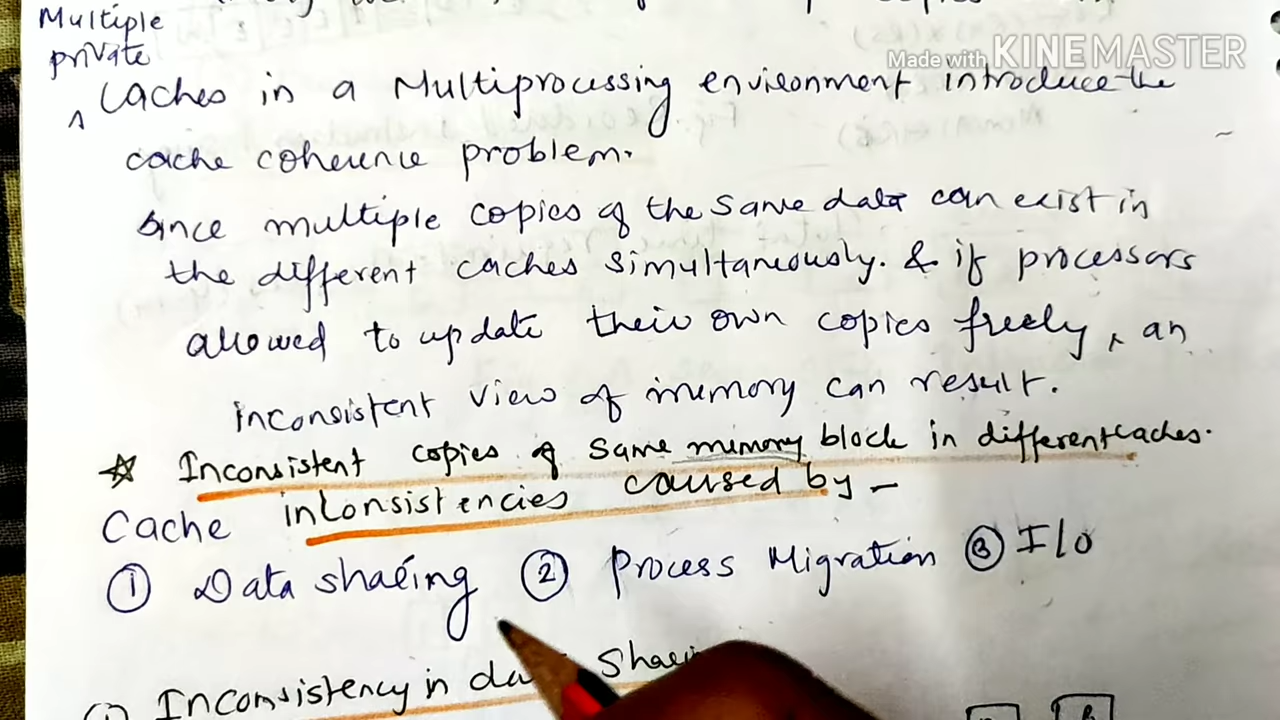 Multiple
private
Made with KINEMASTER
Caches in a Multiprocessing environment introduce the
cache coherence problem.
Since multiple copies of the same data can exist in
the different caches simultaneously. & if processors
allowed to update their own copies freely, an
inconsistent view of memory can result.
☆ Inconsistent copies of same memory block in different caches.
Cache inconsistencies caused by –
① Data sharing ② Process Migration ③ I/O
Inconsistency in